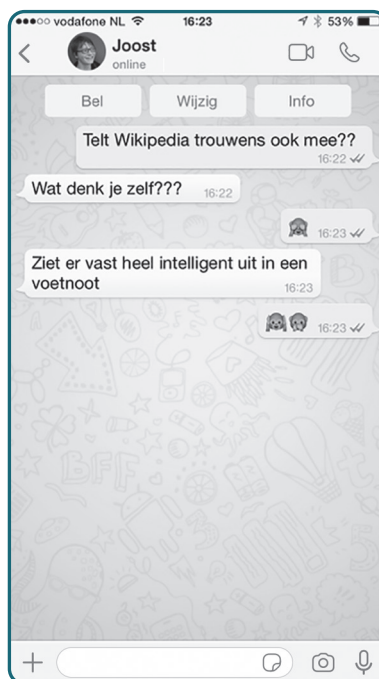 vodafone NL 16:23 53%
Joost
online
Bel Wijzig Info
Telt Wikipedia trouwens ook mee??
16:22
Wat denk je zelf??? 16:22
🙈 16:23
Ziet er vast heel intelligent uit in een
voetnoot
16:23
🙉🙊 16:23
BFF